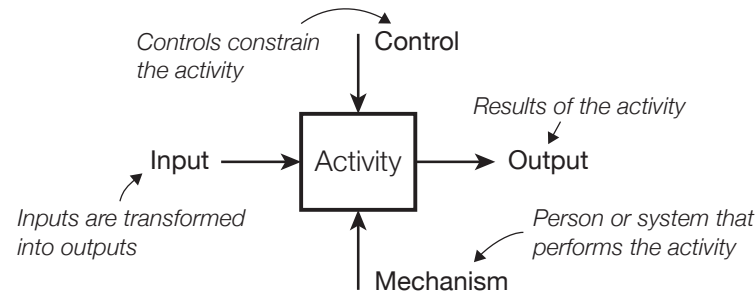 Controls constrain
the activity
Control
Results of the activity
Input
Activity
Output
Inputs are transformed
into outputs
Person or system that
performs the activity
Mechanism